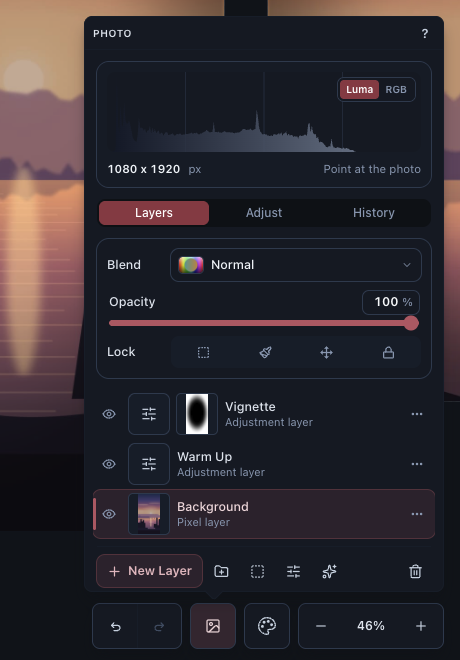 PHOTO ?
Luma RGB
1080 x 1920 px Point at the photo
Layers Adjust History
Blend Normal
Opacity 100 %
Lock
Vignette
Adjustment layer
Warm Up
Adjustment layer
Background
Pixel layer
New Layer
46%